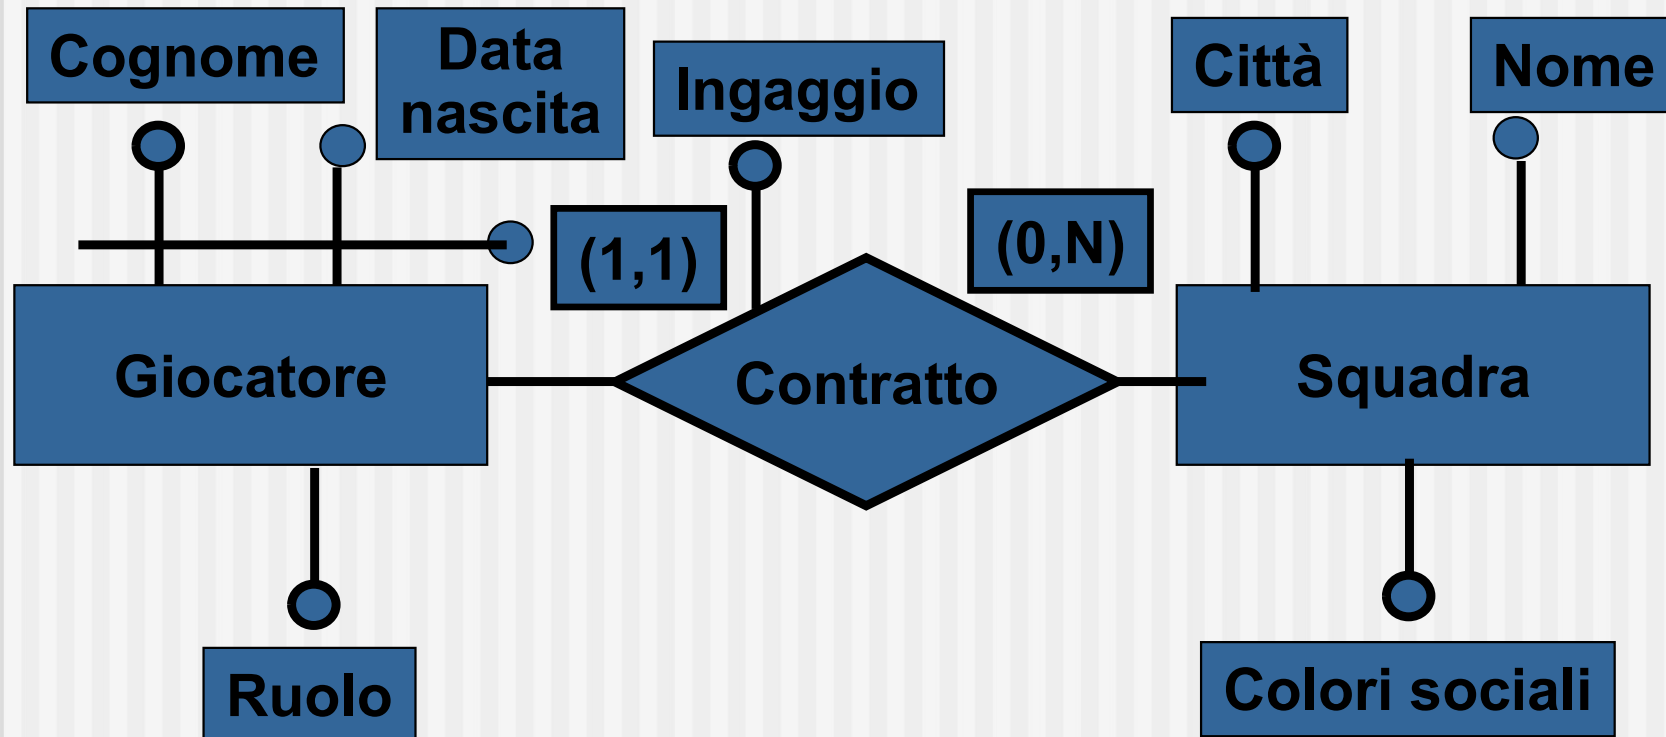 Cognome
Data
nascita
Ingaggio
Città
Nome
(1,1)
(0,N)
Giocatore
Contratto
Squadra
Ruolo
Colori sociali